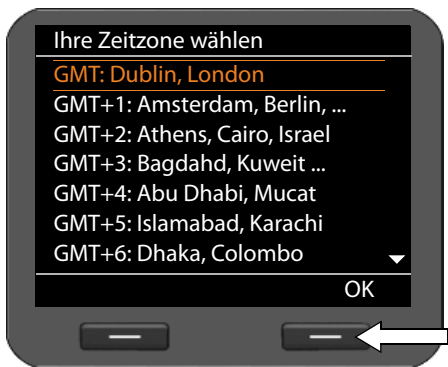 Ihre Zeitzone wählen
GMT: Dublin, London
GMT+1: Amsterdam, Berlin, ...
GMT+2: Athens, Cairo, Israel
GMT+3: Bagdahd, Kuweit ...
GMT+4: Abu Dhabi, Mucat
GMT+5: Islamabad, Karachi
GMT+6: Dhaka, Colombo
OK